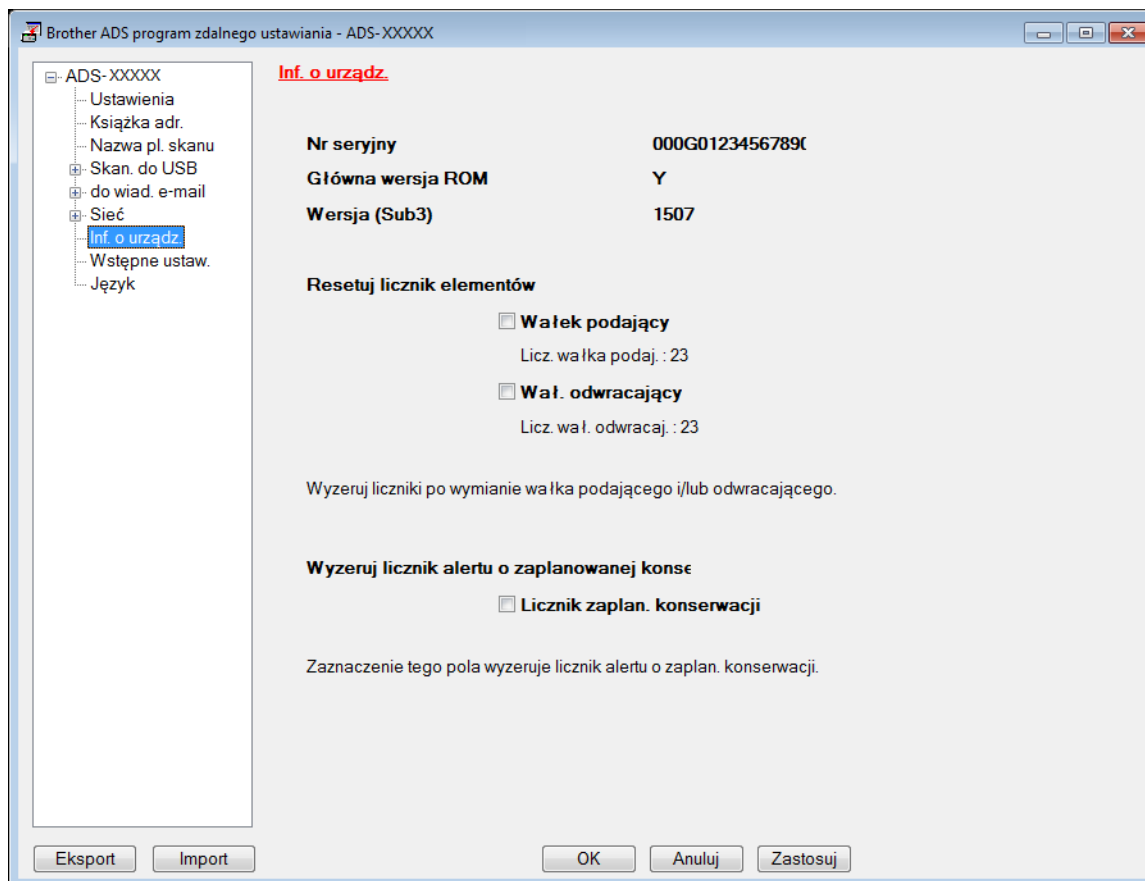 Brother ADS program zdalnego ustawiania - ADS-XXXXX
ADS-XXXXX
Ustawienia
Książka adr.
Nazwa pl. skanu
Skan. do USB
do wiad. e-mail
Sieć
Inf. o urządz.
Wstępne ustaw.
Język
Inf. o urządz.
Nr seryjny 000G01234567890
Główna wersja ROM Y
Wersja (Sub3) 1507
Resetuj licznik elementów
Wałek podający
Licz. wałka podaj. : 23
Wał. odwracający
Licz. wał. odwracaj. : 23
Wyzeruj liczniki po wymianie wałka podającego i/lub odwracającego.
Wyzeruj licznik alertu o zaplanowanej konse
Licznik zaplan. konserwacji
Zaznaczenie tego pola wyzeruje licznik alertu o zaplan. konserwacji.
Eksport Import OK Anuluj Zastosuj